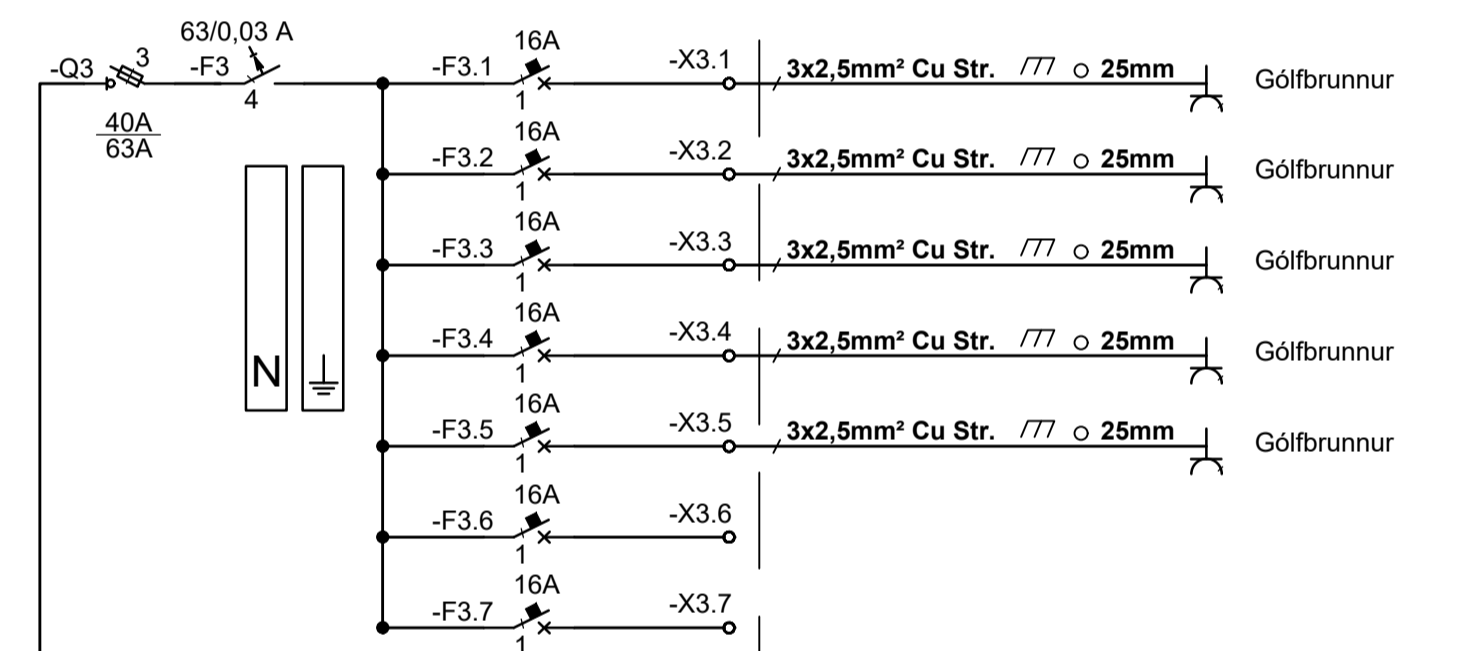 63/0,03 A
-Q3 3 -F3
4
40A
63A
N
16A
-F3.1 -X3.1 3x2,5mm² Cu Str. 25mm Gólfbrunnur
1
16A
-F3.2 -X3.2 3x2,5mm² Cu Str. 25mm Gólfbrunnur
1
16A
-F3.3 -X3.3 3x2,5mm² Cu Str. 25mm Gólfbrunnur
1
16A
-F3.4 -X3.4 3x2,5mm² Cu Str. 25mm Gólfbrunnur
1
16A
-F3.5 -X3.5 3x2,5mm² Cu Str. 25mm Gólfbrunnur
1
16A
-F3.6 -X3.6
1
16A
-F3.7 -X3.7
1